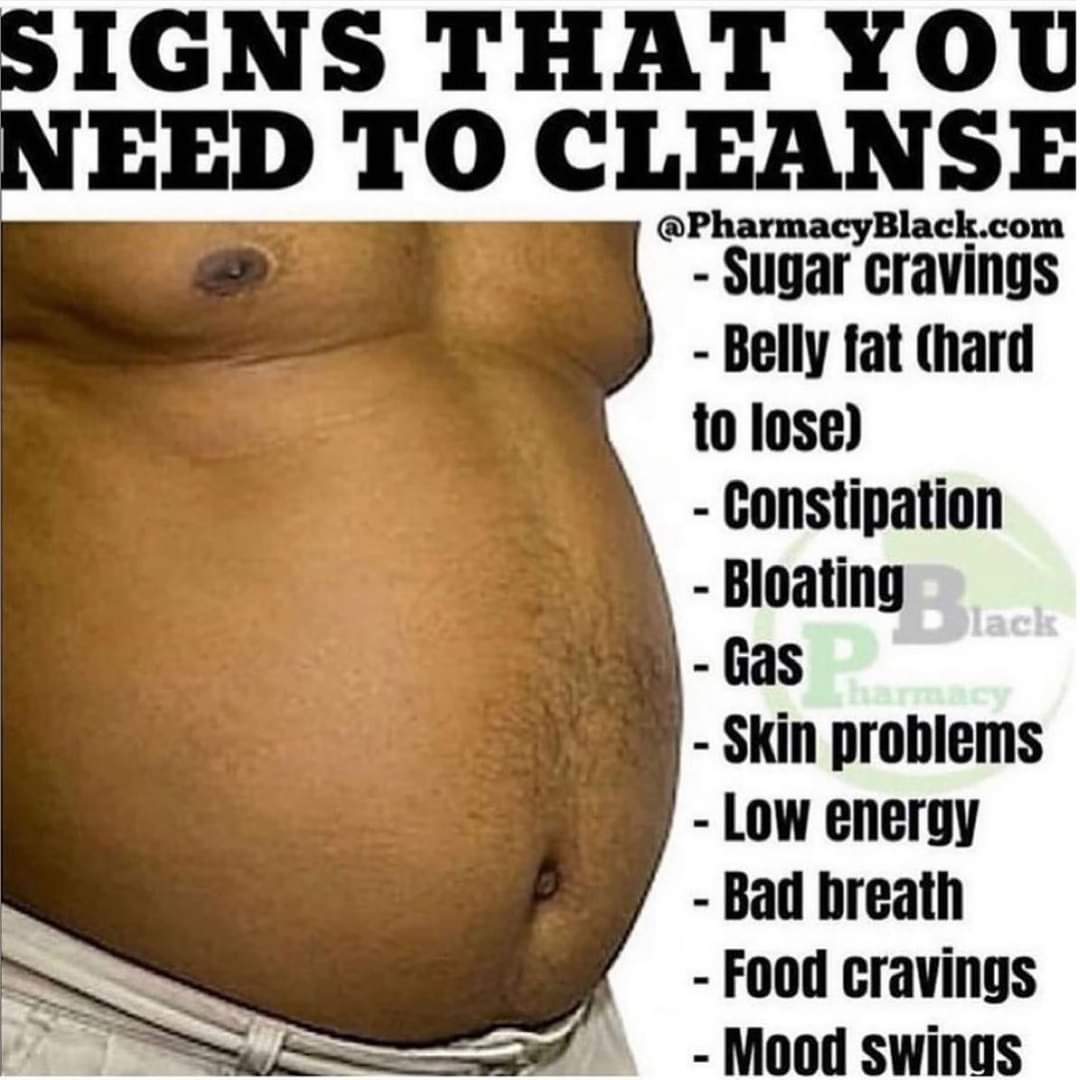 SIGNS THAT YOU
NEED TO CLEANSE
@PharmacyBlack.com
- Sugar cravings
- Belly fat (hard
to lose)
- Constipation
- Bloating
- Gas
- Skin problems
- Low energy
- Bad breath
- Food cravings
- Mood swings
Black
Pharmacy